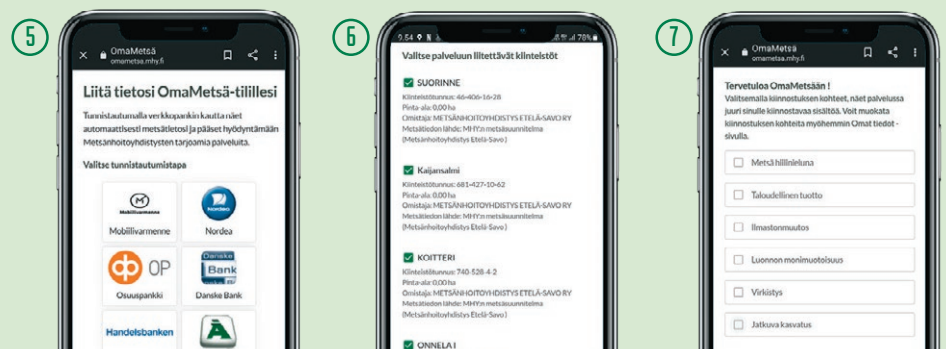 5
OmaMetsä
omametsa.mhy.fi
Liitä tietosi OmaMetsä-tilillesi
Tunnistautumalla verkkopankin kautta näet
automaattisesti metsätietosi ja pääset hyödyntämään
Metsänhoitoyhdistysten tarjoamia palveluita.
Valitse tunnistautumistapa
Mobiilivarmenne
Mobiilivarmenne
Nordea
Nordea
OP
Osuuspankki
Danske
Bank
Danske Bank
Handelsbanken
6
9.54
78%
Valitse palveluun liitettävät kiinteistöt
SUORINNE
Kiinteistötunnus: 46-406-16-28
Pinta-ala: 0,00 ha
Omistaja: METSÄNHOITOYHDISTYS ETELÄ-SAVO RY
Metsätiedon lähde: MHY:n metsäsuunnitelma
(Metsänhoitoyhdistys Etelä-Savo )
Kaijansalmi
Kiinteistötunnus: 681-427-10-62
Pinta-ala: 0,00 ha
Omistaja: METSÄNHOITOYHDISTYS ETELÄ-SAVO RY
Metsätiedon lähde: MHY:n metsäsuunnitelma
(Metsänhoitoyhdistys Etelä-Savo )
KOITTERI
Kiinteistötunnus: 740-528-4-2
Pinta-ala: 0,00 ha
Omistaja: METSÄNHOITOYHDISTYS ETELÄ-SAVO RY
Metsätiedon lähde: MHY:n metsäsuunnitelma
(Metsänhoitoyhdistys Etelä-Savo )
ONNELA I
7
OmaMetsä
omametsa.mhy.fi
Tervetuloa OmaMetsään !
Valitsemalla kiinnostuksen kohteet, näet palvelussa
juuri sinulle kiinnostavaa sisältöä. Voit muokata
kiinnostuksen kohteita myöhemmin Omat tiedot -
sivulla.
Metsä hiilinieluna
Taloudellinen tuotto
Ilmastonmuutos
Luonnon monimuotoisuus
Virkistys
Jatkuva kasvatus